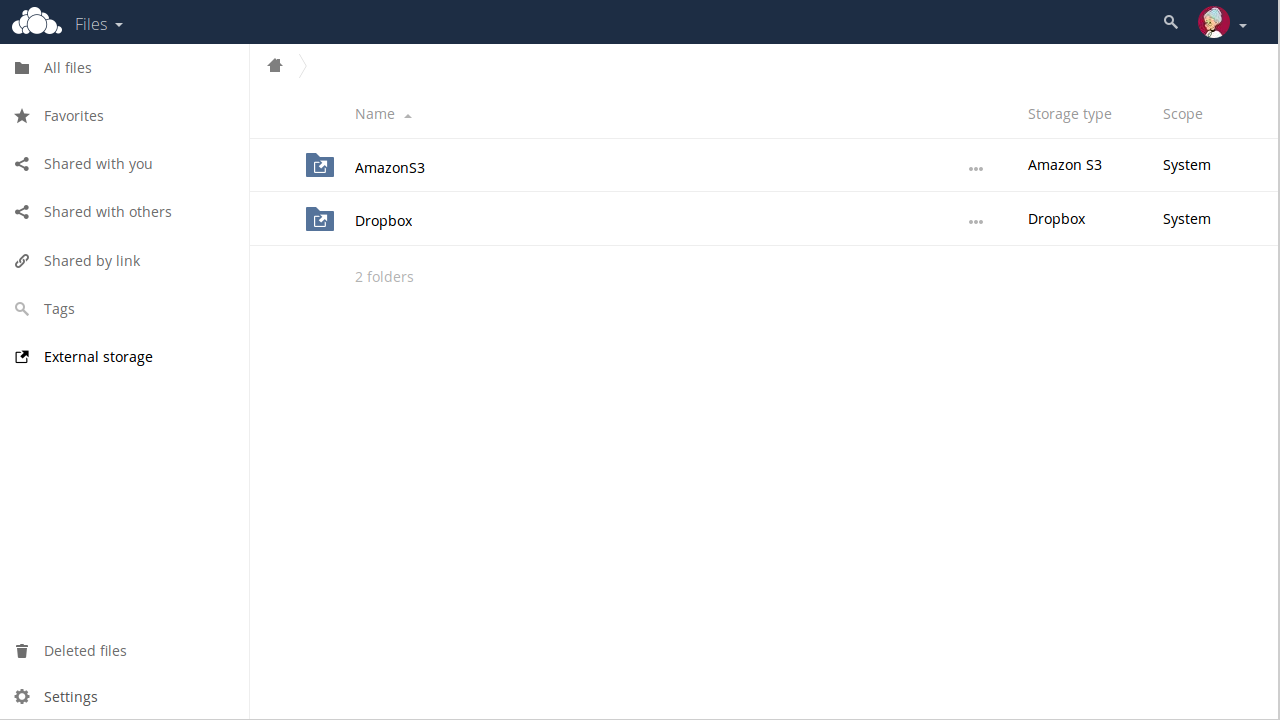 Files
All files
Favorites
Shared with you
Shared with others
Shared by link
Tags
External storage
Deleted files
Settings
Name Storage type Scope
AmazonS3 Amazon S3 System
Dropbox Dropbox System
2 folders